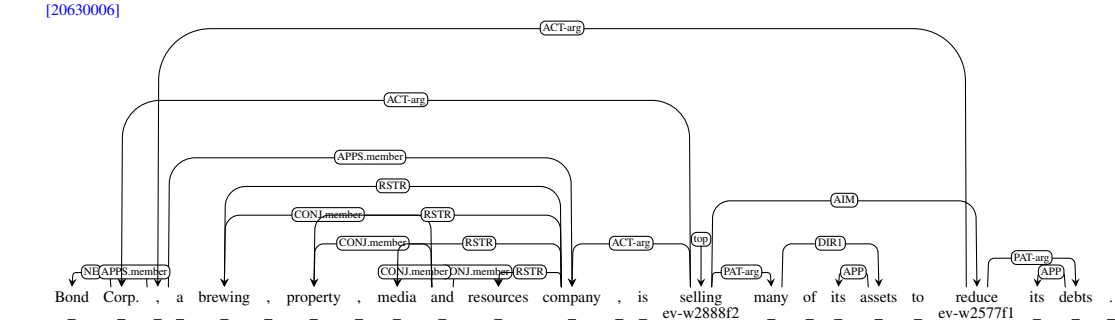 [20630006]
ACT-arg
ACT-arg
APPS.member
RSTR
AIM
CONJ.member RSTR
top
CONJ.member RSTR ACT-arg DIR1
PAT-arg
NE APPS.member CONJ.member ONJ.member RSTR PAT-arg APP APP
Bond Corp. , a brewing , property , media and resources company , is selling many of its assets to reduce its debts .
_ _ _ _ _ _ _ _ _ _ _ _ _ _ ev-w2888f2 _ _ _ _ _ ev-w2577f1 _ _ _